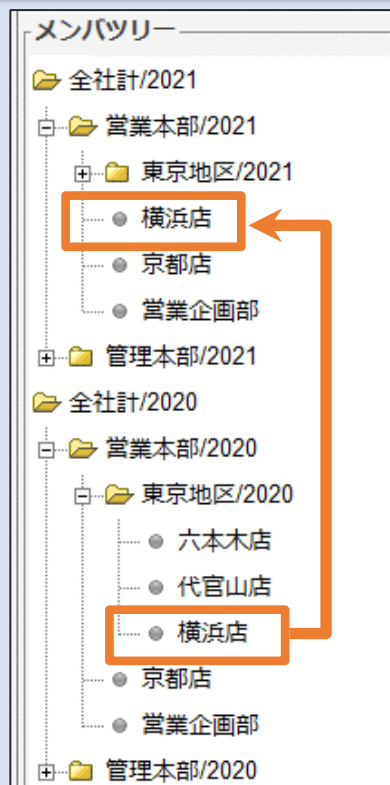 メンバツリー
全社計/2021
営業本部/2021
東京地区/2021
横浜店
京都店
営業企画部
管理本部/2021
全社計/2020
営業本部/2020
東京地区/2020
六本木店
代官山店
横浜店
京都店
営業企画部
管理本部/2020